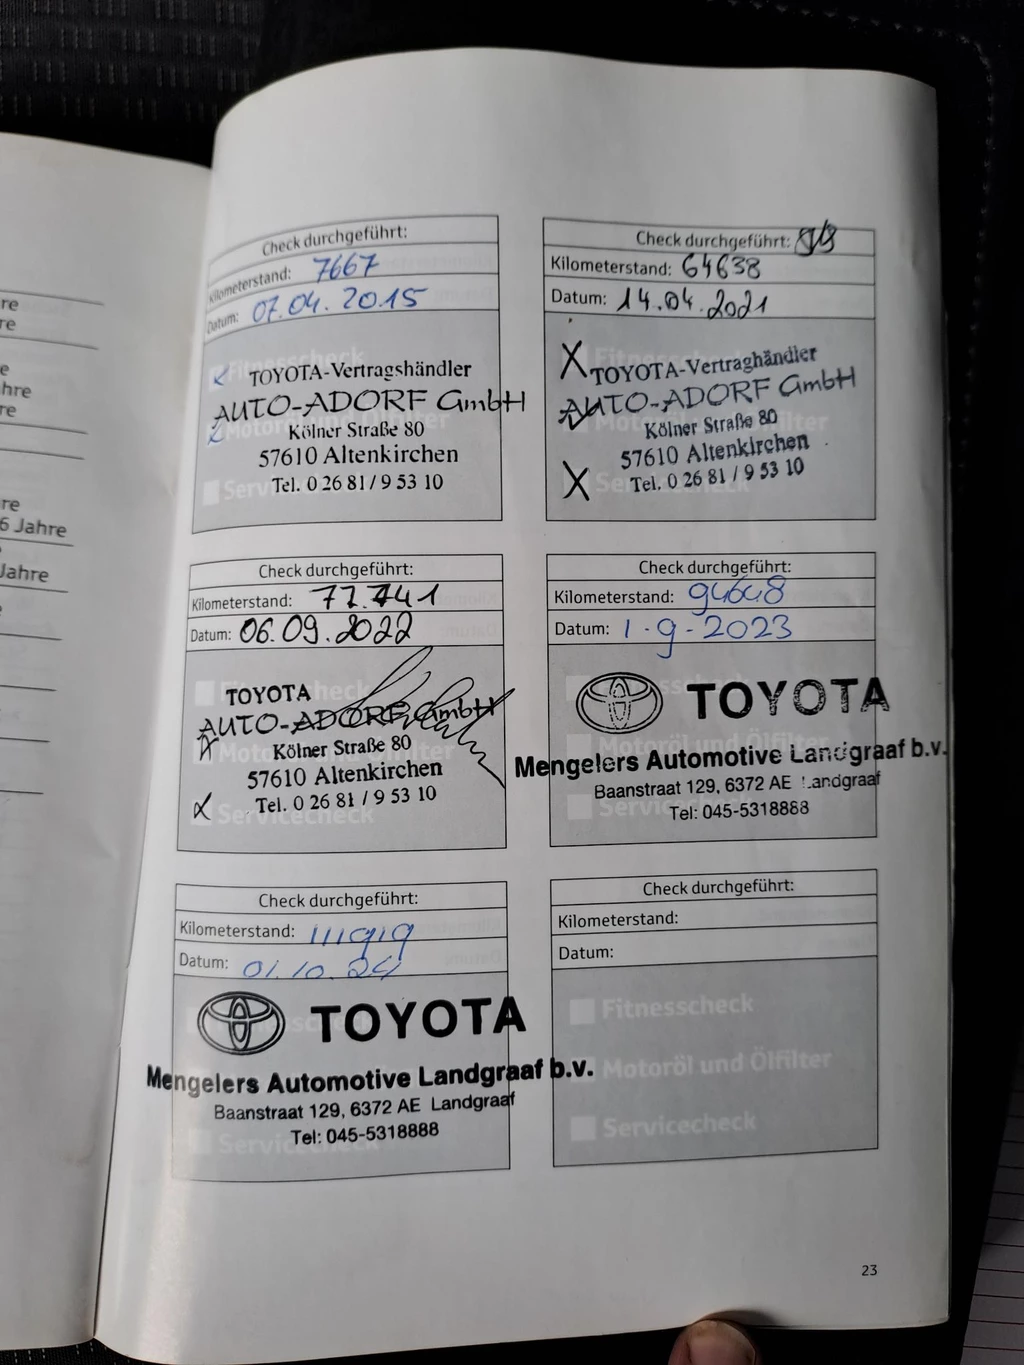 re
re
e
hre
re
re
6 Jahre
Jahre
Check durchgeführt:
Kilometerstand: 7667
Datum: 07.04.2015
Fitnesscheck
TOYOTA-Vertragshändler
AUTO-ADORF GmbH
Kölner Straße 80
57610 Altenkirchen
Tel. 0 26 81 / 9 53 10
Check durchgeführt:
Kilometerstand: 64638
Datum: 14.04.2021
TOYOTA-Vertraghändler
AUTO-ADORF GmbH
Kölner Straße 80
57610 Altenkirchen
Tel. 0 26 81 / 9 53 10
Check durchgeführt:
Kilometerstand: 77.741
Datum: 06.09.2022
TOYOTA
AUTO-ADORF GmbH
Kölner Straße 80
57610 Altenkirchen
Tel. 0 26 81 / 9 53 10
Servicecheck
Check durchgeführt:
Kilometerstand: 94648
Datum: 1-9-2023
TOYOTA
Motoröl und Ölfilter
Mengelers Automotive Landgraaf b.v.
Baanstraat 129, 6372 AE Landgraaf
Servicecheck
Tel: 045-5318888
Check durchgeführt:
Kilometerstand: 111919
Datum: 01.10.24
TOYOTA
Mengelers Automotive Landgraaf b.v.
Baanstraat 129, 6372 AE Landgraaf
Tel: 045-5318888
Check durchgeführt:
Kilometerstand:
Datum:
Fitnesscheck
Motoröl und Ölfilter
Servicecheck
23